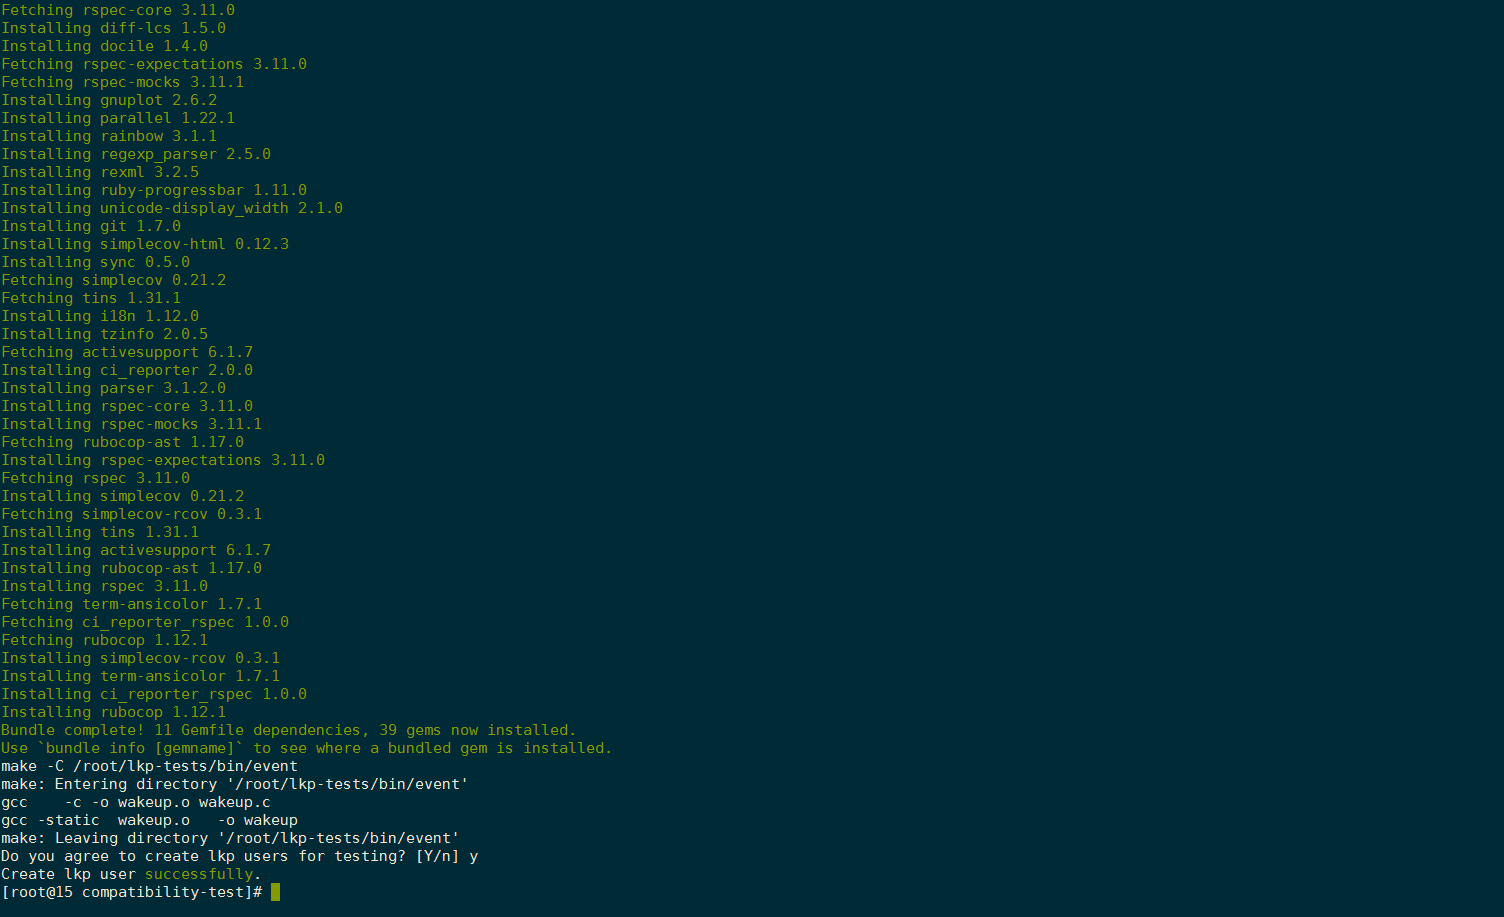 Fetching rspec-core 3.11.0
Installing diff-lcs 1.5.0
Installing docile 1.4.0
Fetching rspec-expectations 3.11.0
Fetching rspec-mocks 3.11.1
Installing gnuplot 2.6.2
Installing parallel 1.22.1
Installing rainbow 3.1.1
Installing regexp_parser 2.5.0
Installing rexml 3.2.5
Installing ruby-progressbar 1.11.0
Installing unicode-display_width 2.1.0
Installing git 1.7.0
Installing simplecov-html 0.12.3
Installing sync 0.5.0
Fetching simplecov 0.21.2
Fetching tins 1.31.1
Installing i18n 1.12.0
Installing tzinfo 2.0.5
Fetching activesupport 6.1.7
Installing ci_reporter 2.0.0
Installing parser 3.1.2.0
Installing rspec-core 3.11.0
Installing rspec-mocks 3.11.1
Fetching rubocop-ast 1.17.0
Installing rspec-expectations 3.11.0
Fetching rspec 3.11.0
Installing simplecov 0.21.2
Fetching simplecov-rcov 0.3.1
Installing tins 1.31.1
Installing activesupport 6.1.7
Installing rubocop-ast 1.17.0
Installing rspec 3.11.0
Fetching term-ansicolor 1.7.1
Fetching ci_reporter_rspec 1.0.0
Fetching rubocop 1.12.1
Installing simplecov-rcov 0.3.1
Installing term-ansicolor 1.7.1
Installing ci_reporter_rspec 1.0.0
Installing rubocop 1.12.1
Bundle complete! 11 Gemfile dependencies, 39 gems now installed.
Use `bundle info [gemname]` to see where a bundled gem is installed.
make -C /root/lkp-tests/bin/event
make: Entering directory '/root/lkp-tests/bin/event'
gcc    -c -o wakeup.o wakeup.c
gcc -static  wakeup.o   -o wakeup
make: Leaving directory '/root/lkp-tests/bin/event'
Do you agree to create lkp users for testing? [Y/n] y
Create lkp user successfully.
[root@15 compatibility-test]#